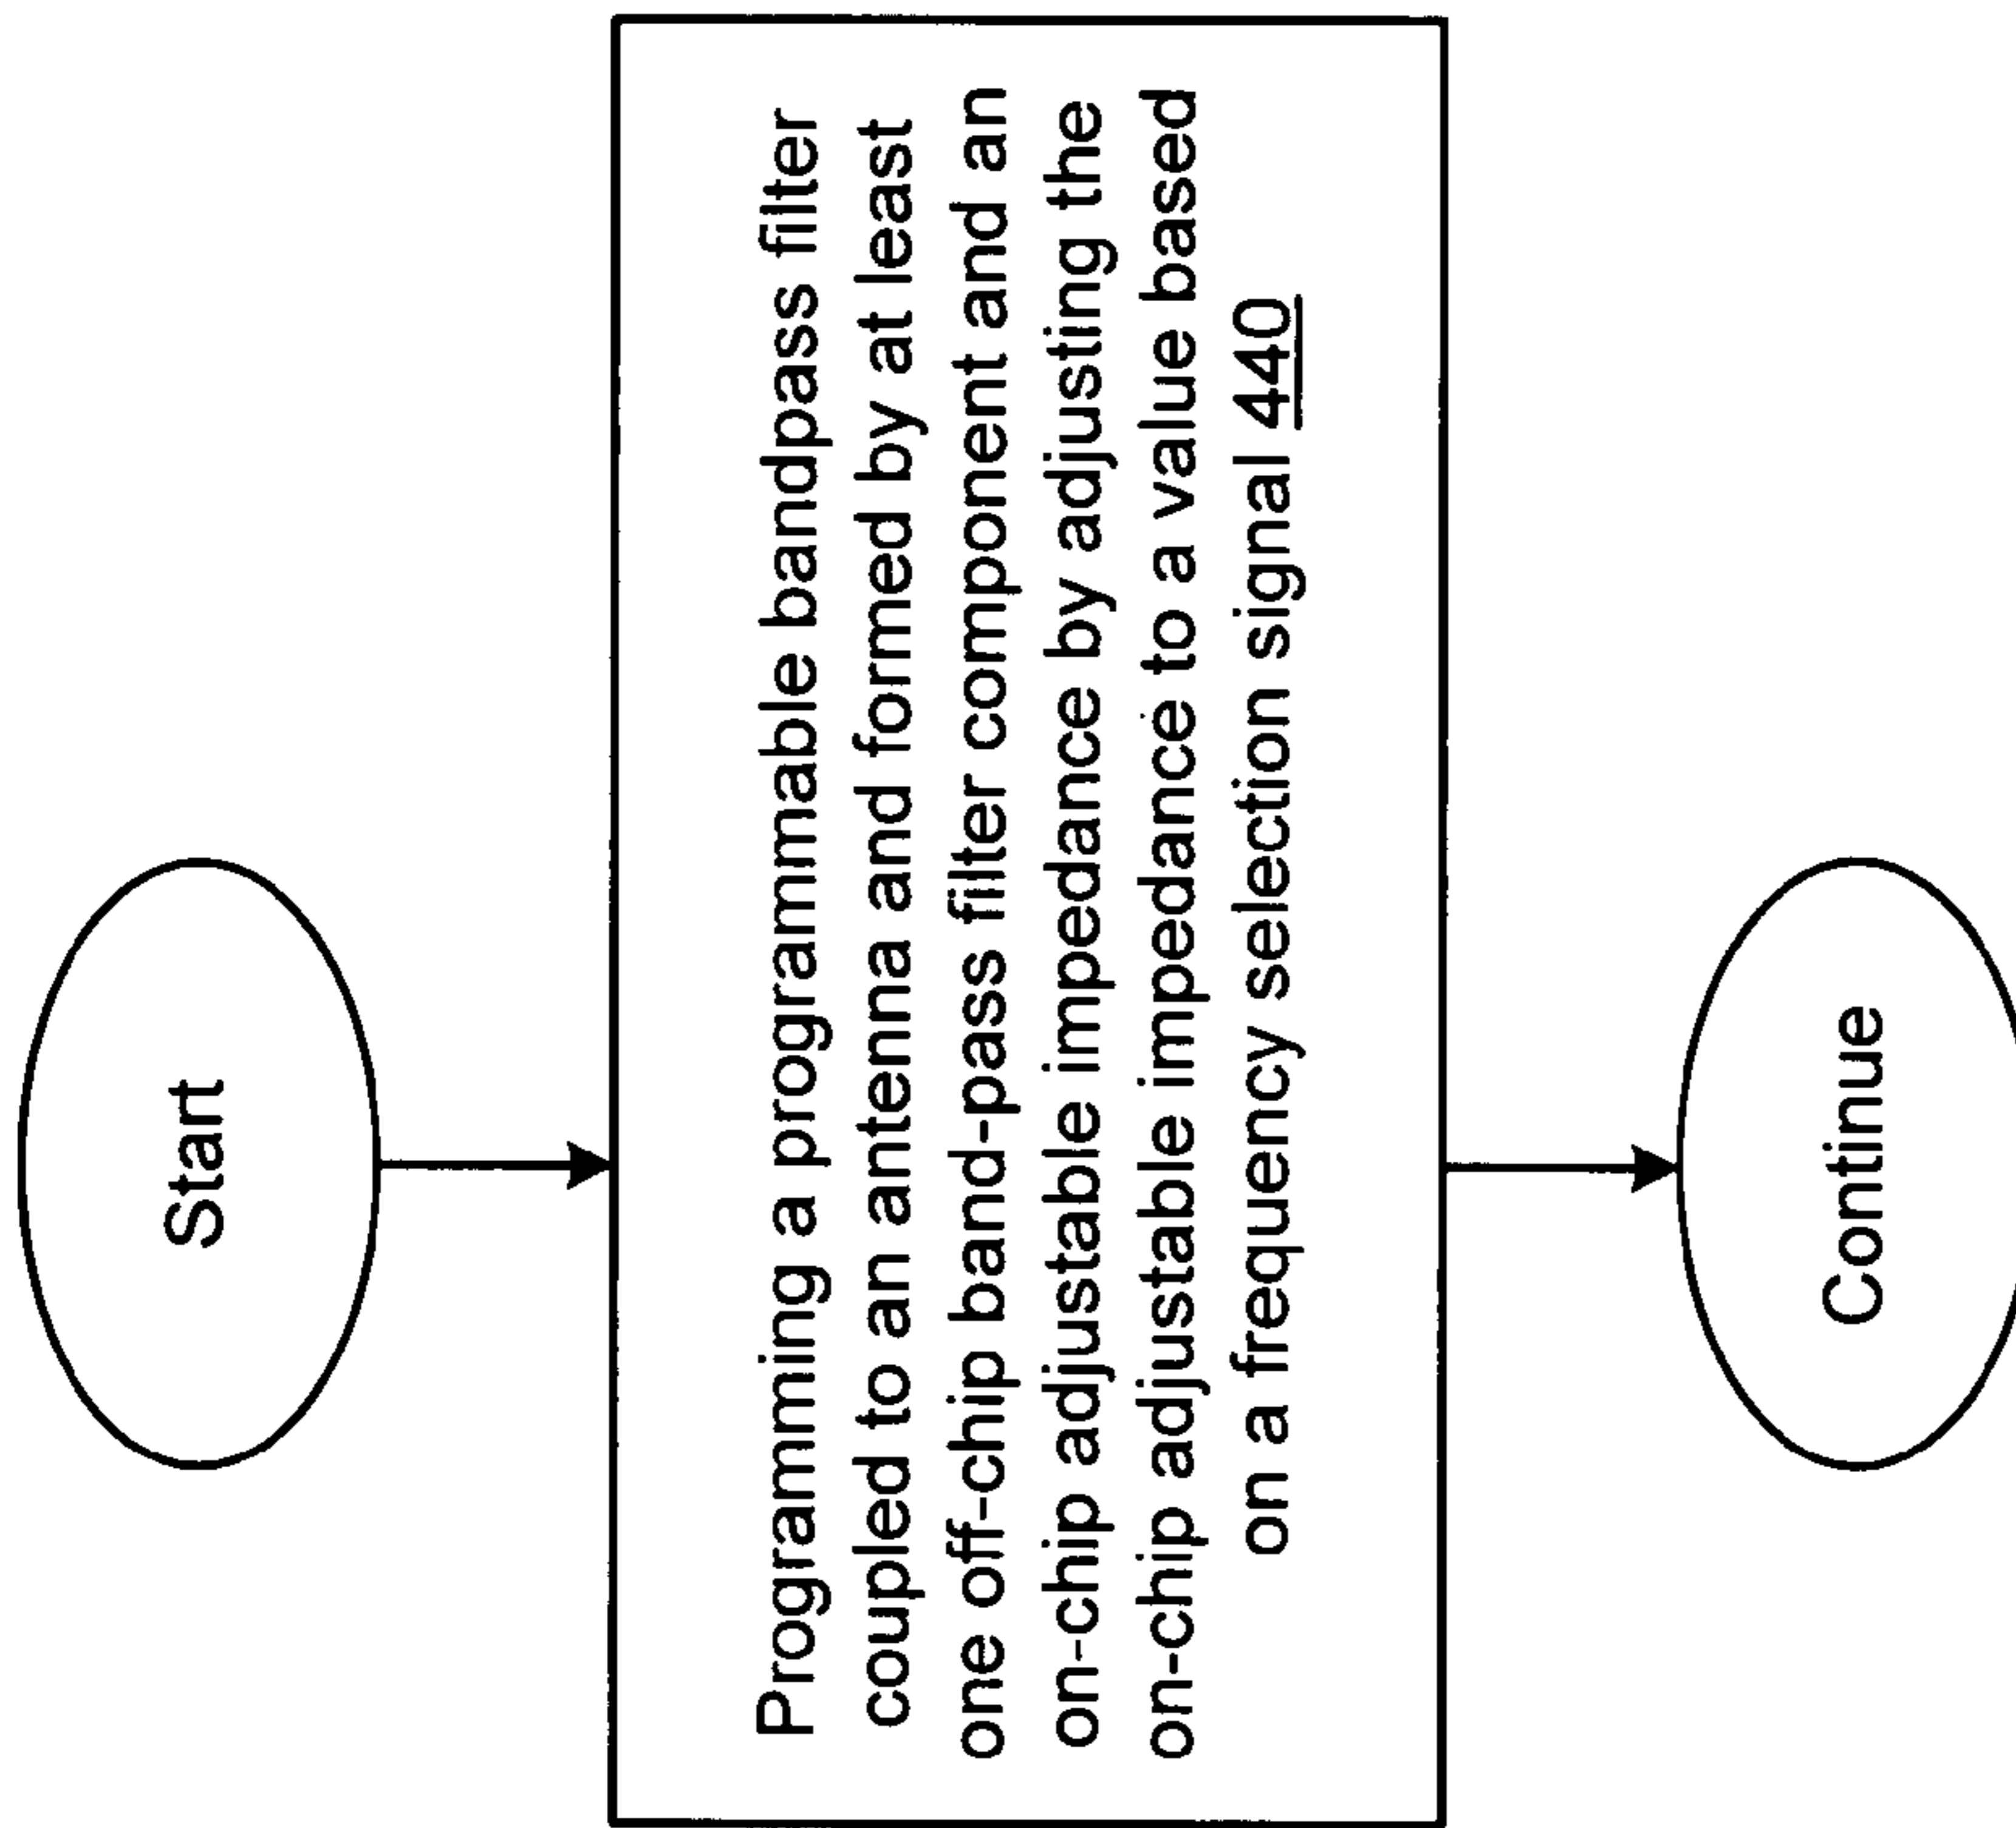 Start
Programming a programmable bandpass filter
coupled to an antenna and formed by at least
one off-chip band-pass filter component and an
on-chip adjustable impedance by adjusting the
on-chip adjustable impedance to a value based
on a frequency selection signal 440
Continue